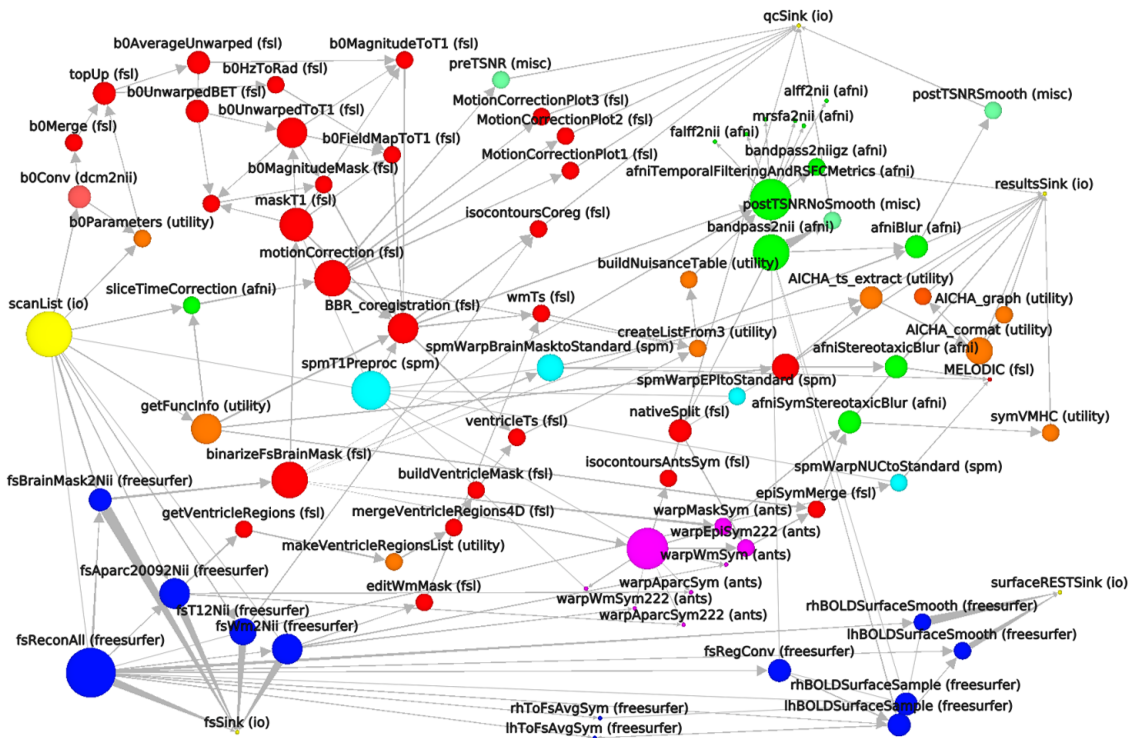 qcSink (io)
b0AverageUnwarped (fsl)
b0MagnitudeToT1 (fsl)
preTSNR (misc)
topUp (fsl)
b0HzToRad (fsl)
alff2nii (afni)
postTSNRSmooth (misc)
b0UnwarpedBET (fsl)
MotionCorrectionPlot3 (fsl)
b0UnwarpedToT1 (fsl)
mrsfa2nii (afni)
b0Merge (fsl)
MotionCorrectionPlot2 (fsl)
falff2nii (afni)
b0FieldMapToT1 (fsl)
MotionCorrectionPlot1 (fsl)
bandpass2niigz (afni)
b0Conv (dcm2nii)
b0MagnitudeMask (fsl)
afniTemporalFilteringAndRSFCMetrics (afni)
resultsSink (io)
maskT1 (fsl)
postTSNRNoSmooth (misc)
b0Parameters (utility)
isocontoursCoreg (fsl)
bandpass2nii (afni)
afniBlur (afni)
motionCorrection (fsl)
buildNuisanceTable (utility)
AICHA_ts_extract (utility)
sliceTimeCorrection (afni)
scanList (io)
BBR_coregistration (fsl)
wmTs (fsl)
AICHA_graph (utility)
createListFrom3 (utility)
AICHA_cormat (utility)
spmWarpBrainMasktoStandard (spm)
afniStereotaxicBlur (afni)
spmT1Preproc (spm)
MELODIC (fsl)
spmWarpEPItoStandard (spm)
afniSymStereotaxicBlur (afni)
getFuncInfo (utility)
ventricleTs (fsl)
nativeSplit (fsl)
symVMHC (utility)
binarizeFsBrainMask (fsl)
isocontoursAntsSym (fsl)
spmWarpNUCtoStandard (spm)
fsBrainMask2Nii (freesurfer)
buildVentricleMask (fsl)
epiSymMerge (fsl)
getVentricleRegions (fsl)
mergeVentricleRegions4D (fsl)
warpMaskSym (ants)
warpEpiSym222 (ants)
makeVentricleRegionsList (utility)
warpWmSym (ants)
fsAparc20092Nii (freesurfer)
editWmMask (fsl)
warpAparcSym (ants)
surfaceRESTSink (io)
warpWmSym222 (ants)
fsT12Nii (freesurfer)
rhBOLDSurfaceSmooth (freesurfer)
warpAparcSym222 (ants)
fsReconAll (freesurfer)
fsWm2Nii (freesurfer)
lhBOLDSurfaceSmooth (freesurfer)
fsRegConv (freesurfer)
rhBOLDSurfaceSample (freesurfer)
lhBOLDSurfaceSample (freesurfer)
rhToFsAvgSym (freesurfer)
fsSink (io)
lhToFsAvgSym (freesurfer)